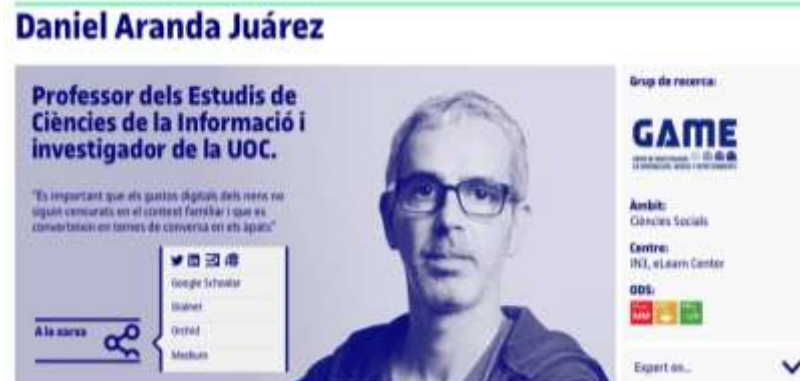 Daniel Aranda Juárez
Professor dels Estudis de
Ciències de la Informació i
investigador de la UOC.
"Es important que els gustos digitals dels nens no
siguin censurats en el context familiar i que es
converteixin en temes de conversa en els àpats"
Google Schoolar
Dialnet
Orchid
Medium
A la xarxa
Grup de recerca:
GAME
Àmbit:
Ciències Socials
Centre:
IN3, eLearn Center
ODS:
Expert en...